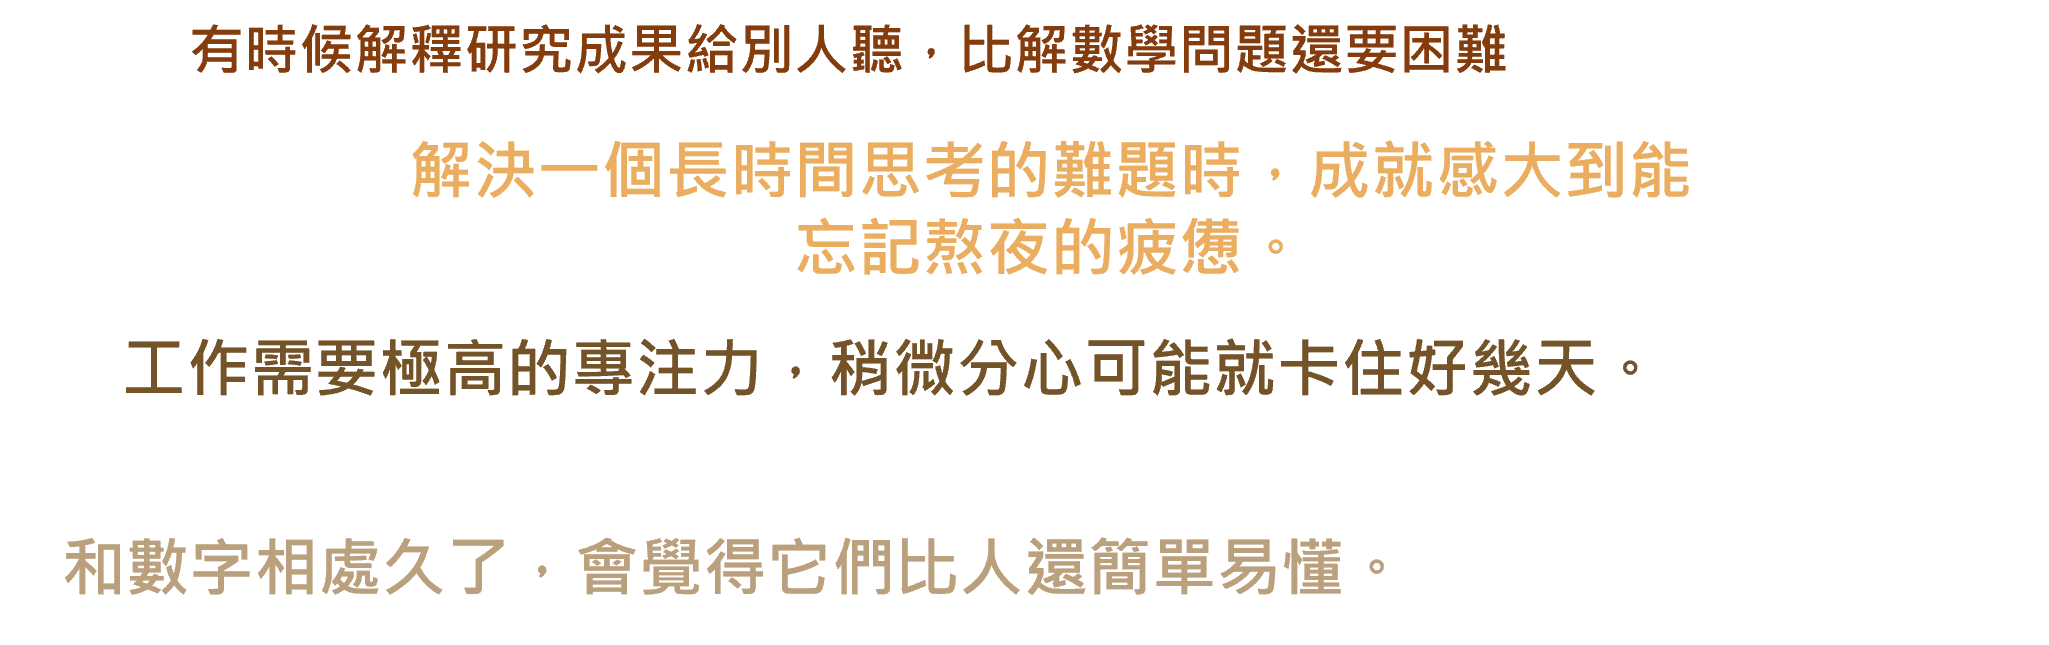 有時候解釋研究成果給別人聽，比解數學問題還要困難
解決一個長時間思考的難題時，成就感大到能
忘記熬夜的疲憊。
工作需要極高的專注力，稍微分心可能就卡住好幾天。
和數字相處久了，會覺得它們比人還簡單易懂。